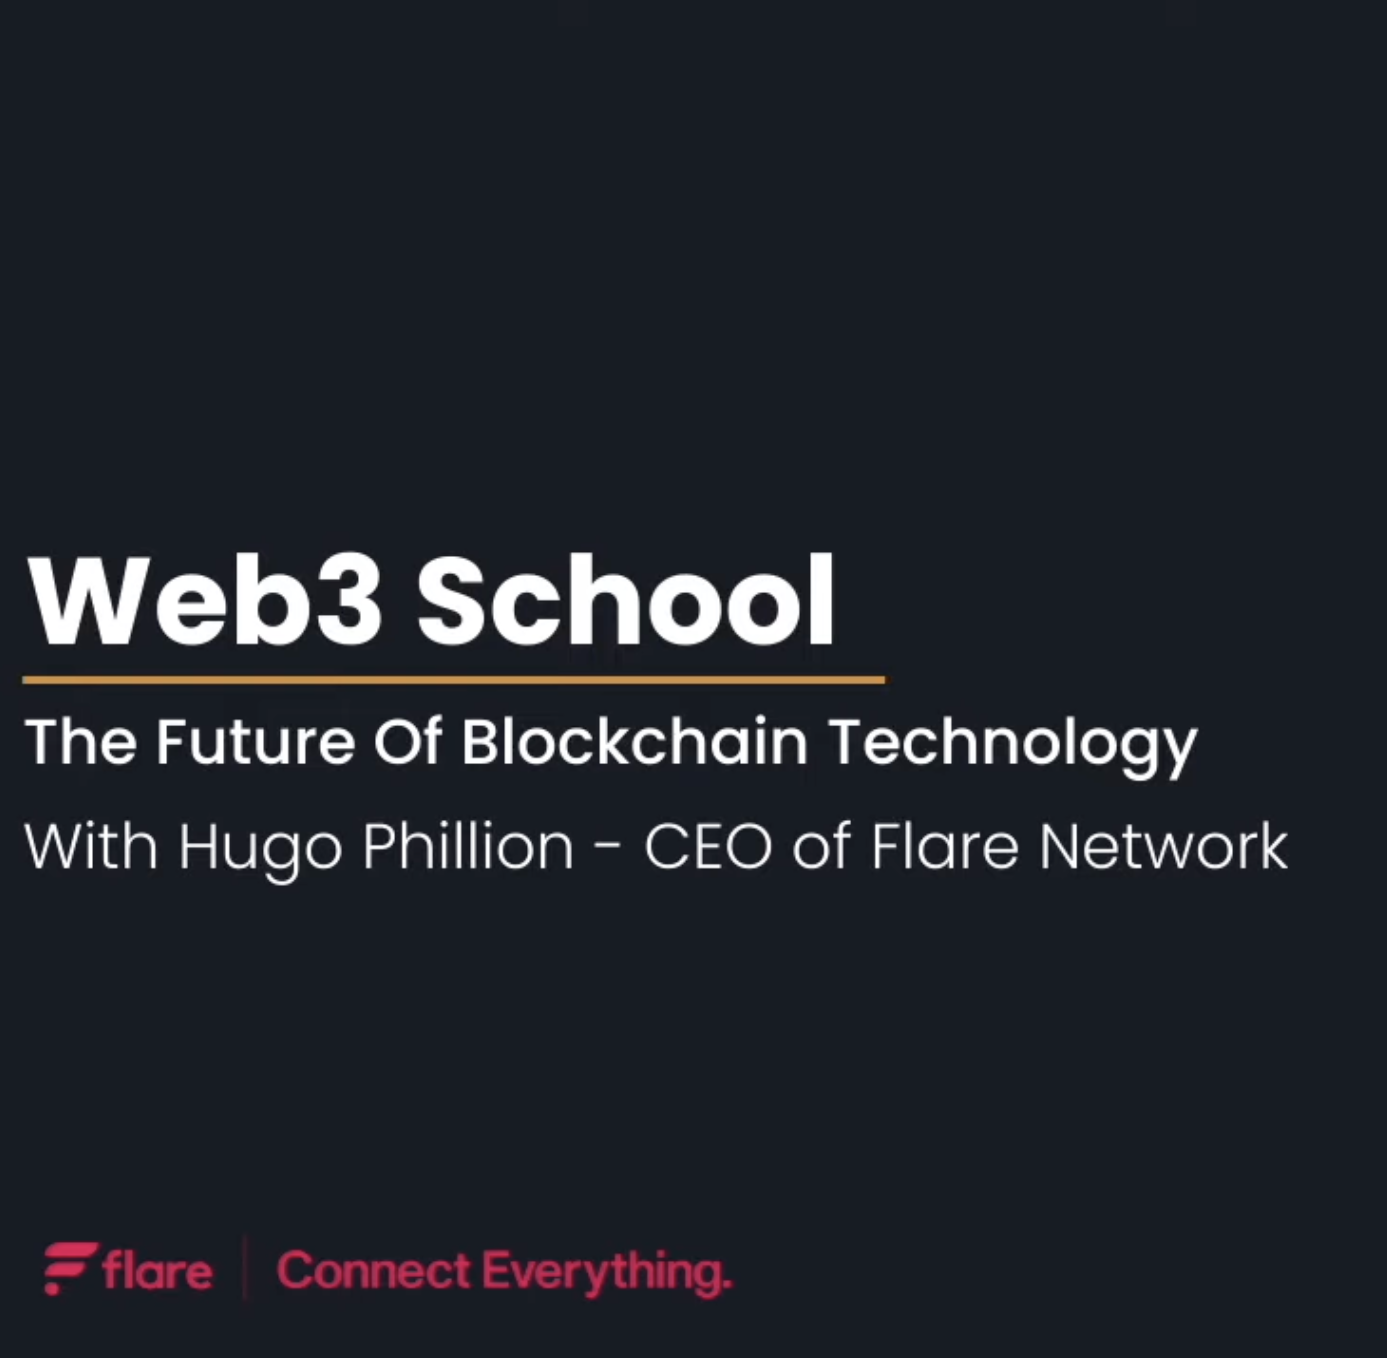 Web3 School
The Future Of Blockchain Technology
With Hugo Phillion - CEO of Flare Network
flare | Connect Everything.